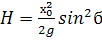 H = x₀²/2g sin²б